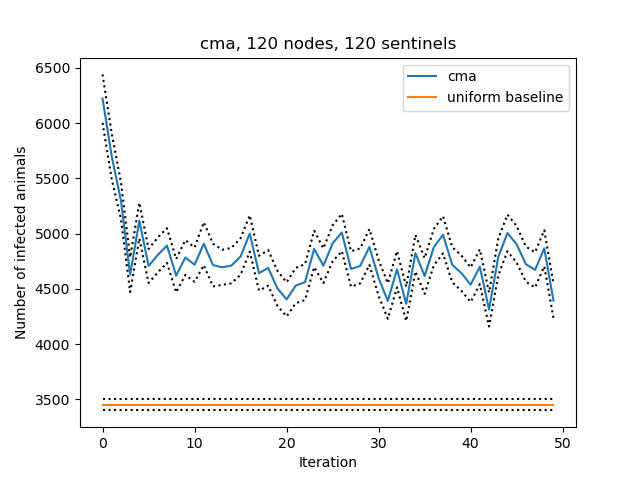 cma, 120 nodes, 120 sentinels
cma
uniform baseline
Number of infected animals
6500
6000
5500
5000
4500
4000
3500
0 10 20 30 40 50
Iteration